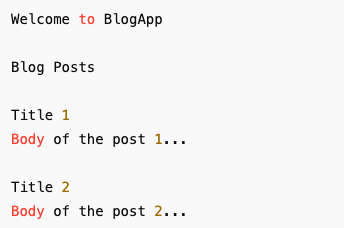 Welcome to BlogApp
Blog Posts
Title 1
Body of the post 1...
Title 2
Body of the post 2...